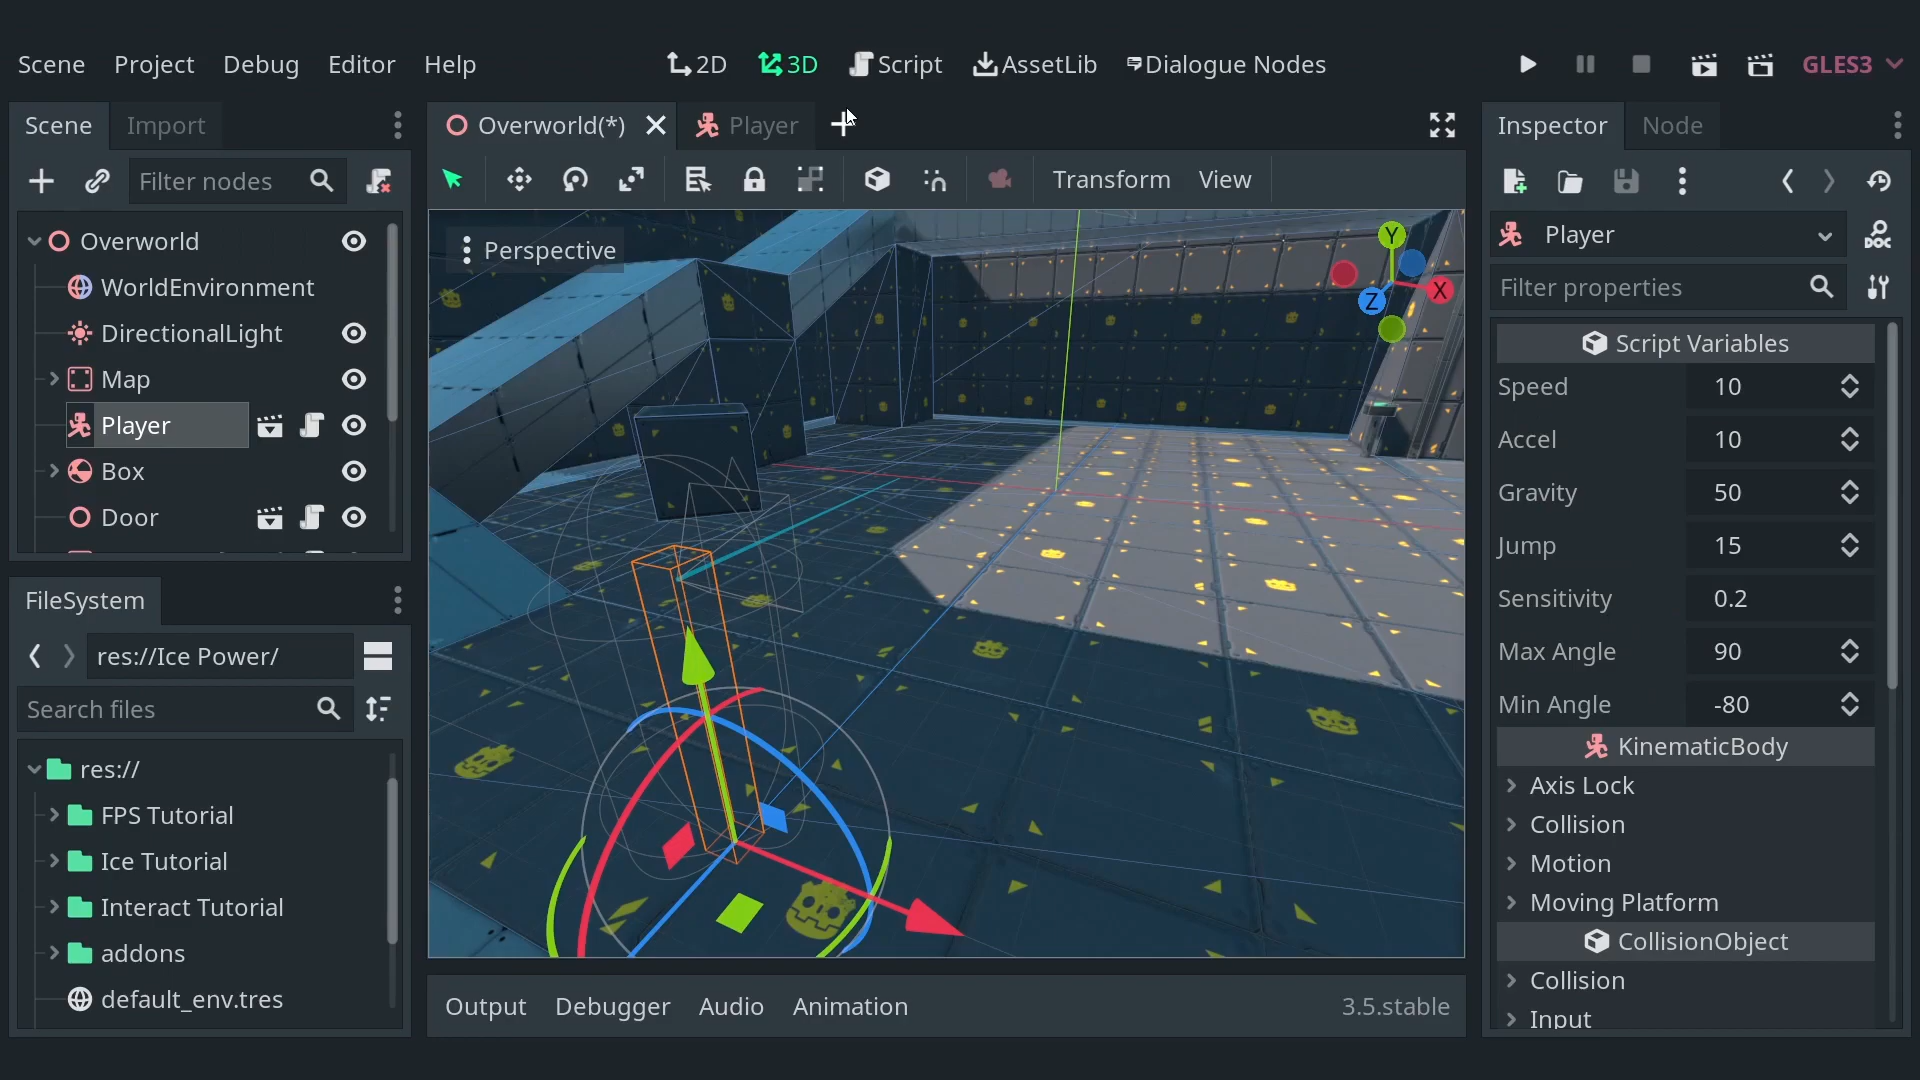 Scene Project Debug Editor Help 2D 3D Script AssetLib Dialogue Nodes GLES3
Scene Import
Filter nodes
Overworld
WorldEnvironment
DirectionalLight
Map
Player
Box
Door
FileSystem
res://Ice Power/
Search files
res://
FPS Tutorial
Ice Tutorial
Interact Tutorial
addons
default_env.tres
Overworld(*) Player
Transform View
Perspective
Y
X
Z
Output Debugger Audio Animation 3.5.stable
Inspector Node
Player
DOC
Filter properties
Script Variables
Speed 10
Accel 10
Gravity 50
Jump 15
Sensitivity 0.2
Max Angle 90
Min Angle -80
KinematicBody
Axis Lock
Collision
Motion
Moving Platform
CollisionObject
Collision
Input